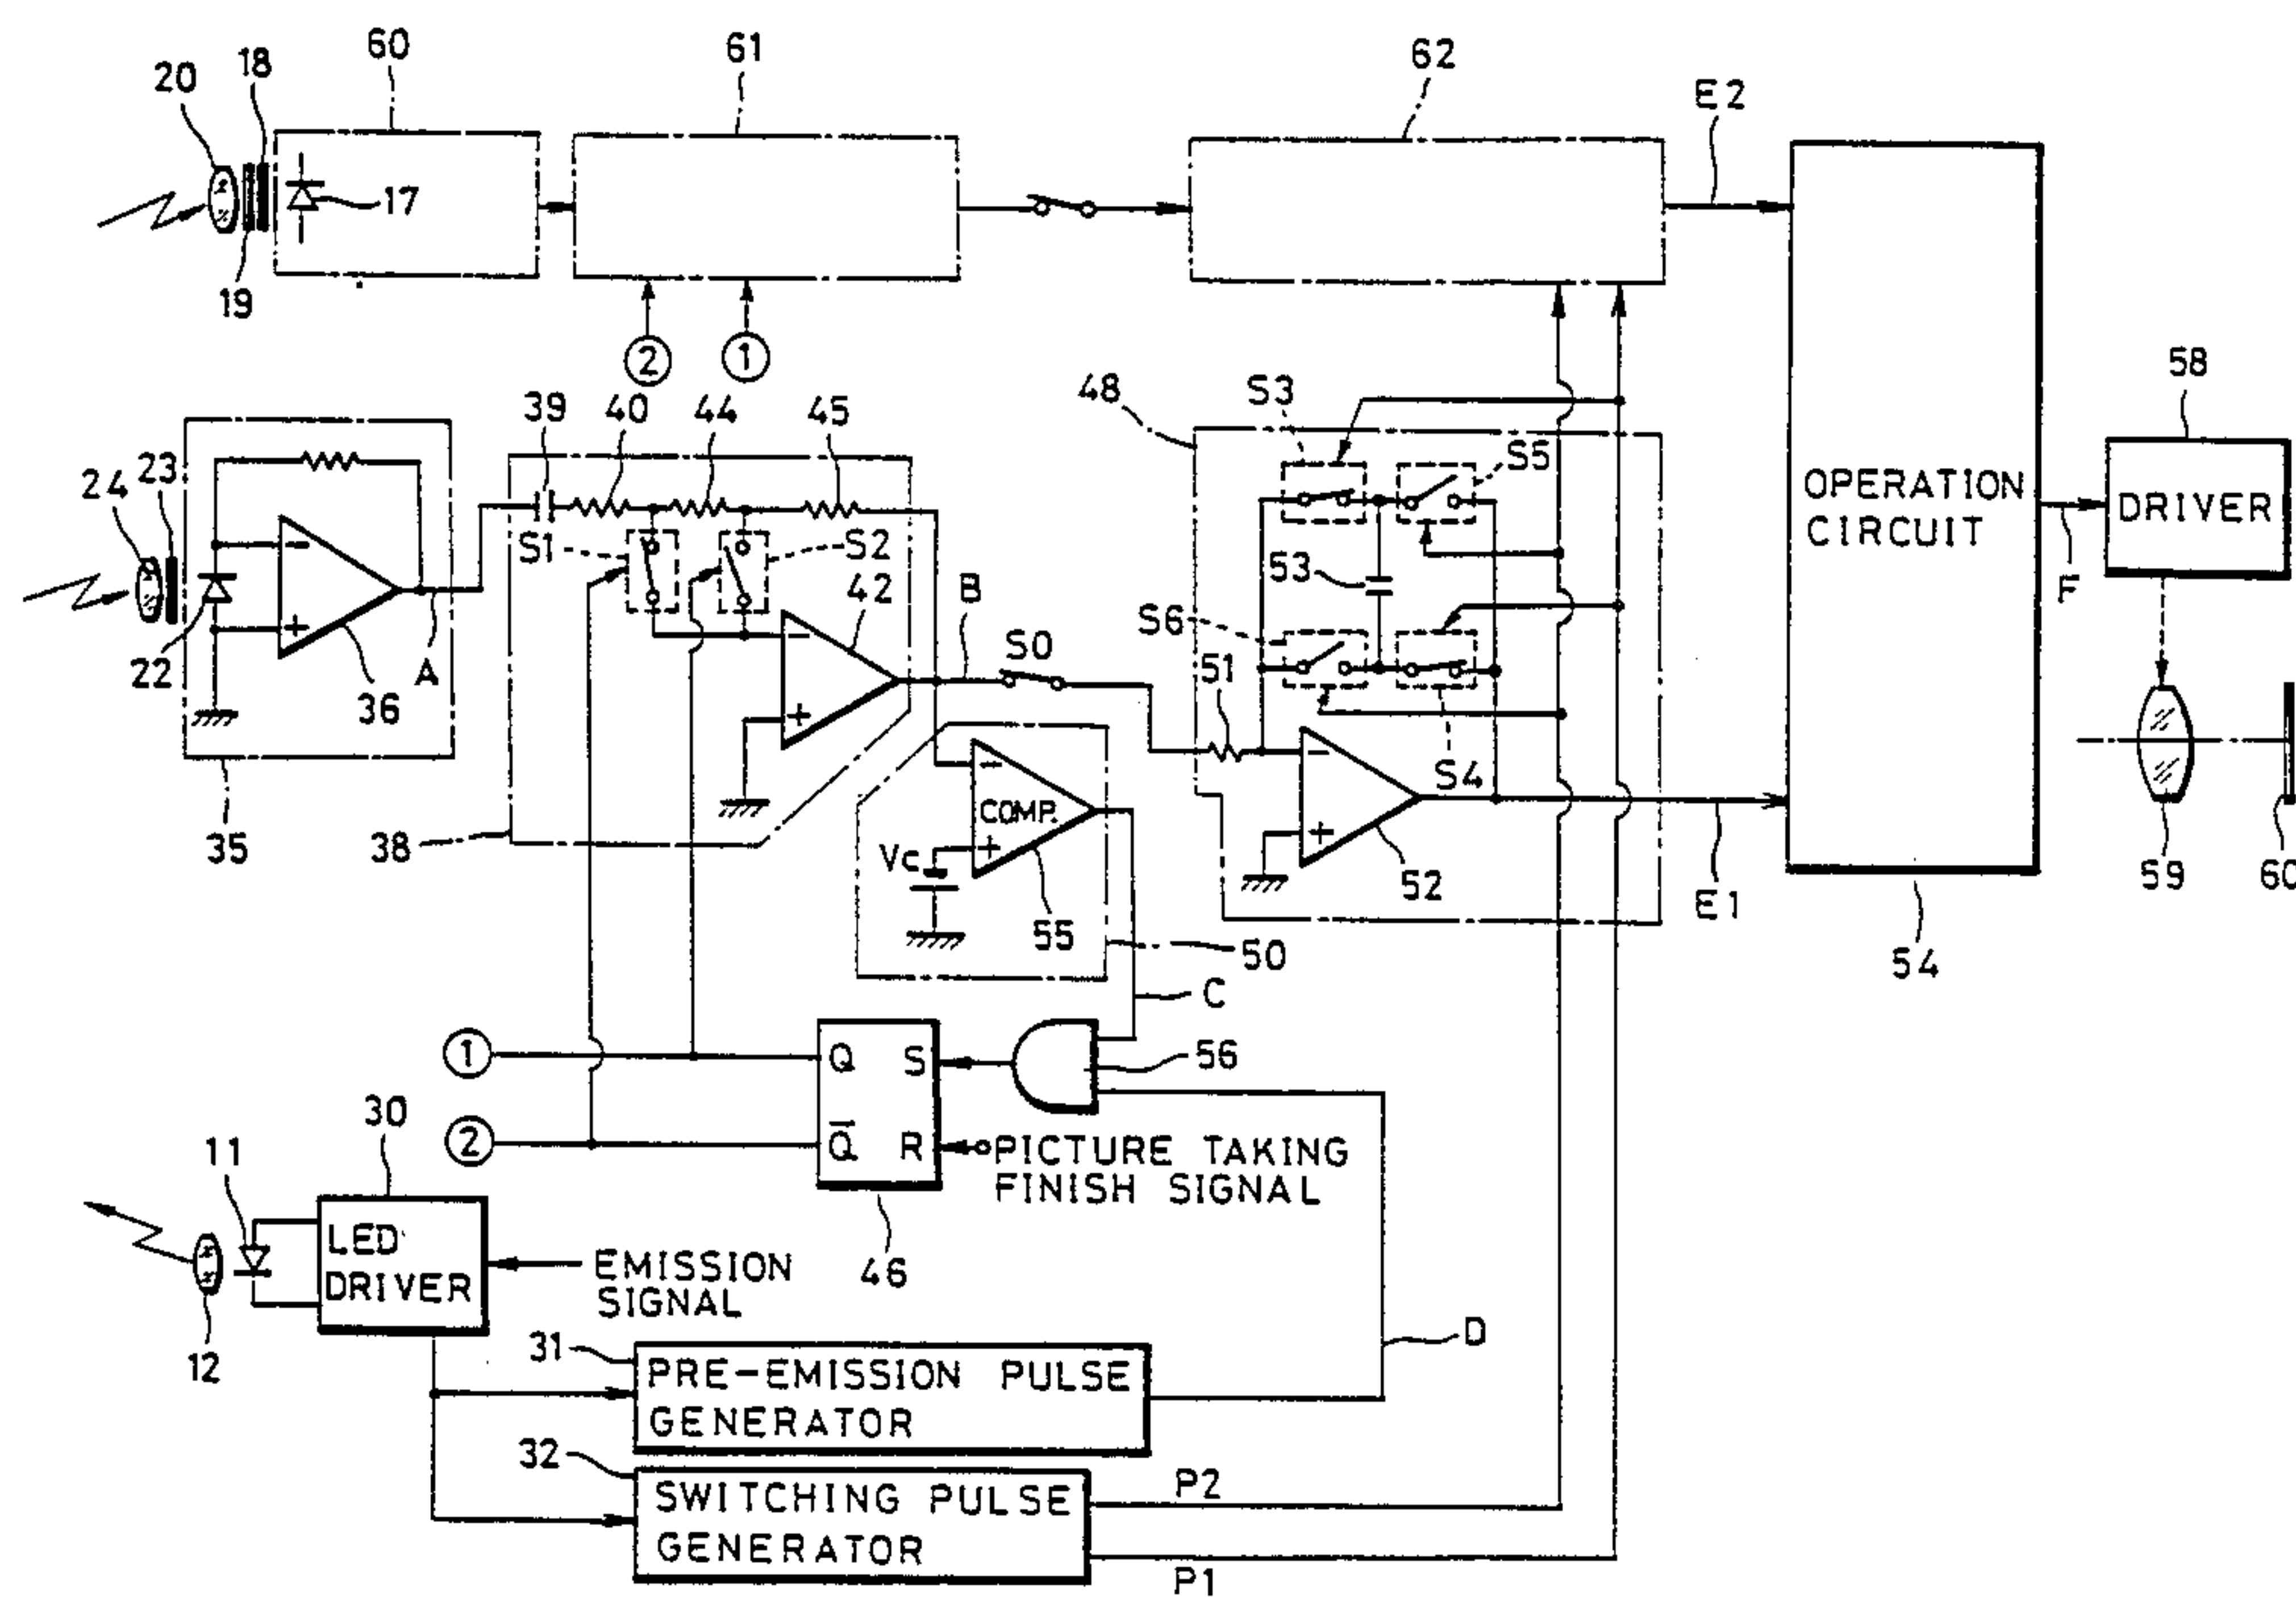 60
61
62
18
20
E2
17
19
2
1
58
S3
48
39
40
44
45
S5
OPERATION
CIRCUIT
DRIVER
24
23
S1
S2
42
53
F
B
S6
S0
51
22
A
36
S4
COMP.
35
38
Vc
55
52
E1
59
60
50
54
C
1
Q
S
56
30
2
Q̅
R
PICTURE TAKING
FINISH SIGNAL
11
LED
DRIVER
EMISSION
SIGNAL
46
12
31
D
PRE-EMISSION PULSE
GENERATOR
32
P2
SWITCHING PULSE
GENERATOR
P1